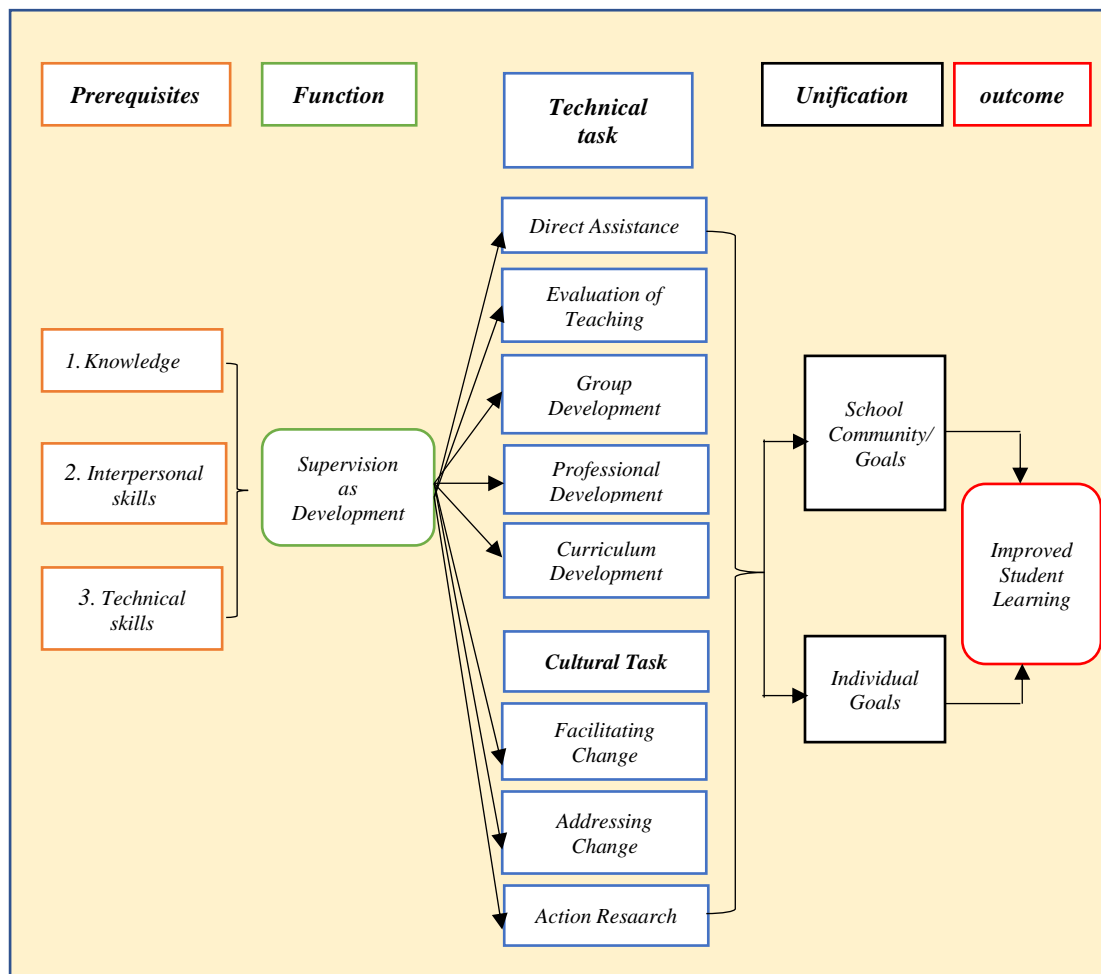 Prerequisites
Function
Technical
task
Unification
outcome
1. Knowledge
2. Interpersonal
skills
3. Technical
skills
Supervision
as
Development
Direct Assistance
Evaluation of
Teaching
Group
Development
Professional
Development
Curriculum
Development
Cultural Task
Facilitating
Change
Addressing
Change
Action Resaarch
School
Community/
Goals
Individual
Goals
Improved
Student
Learning